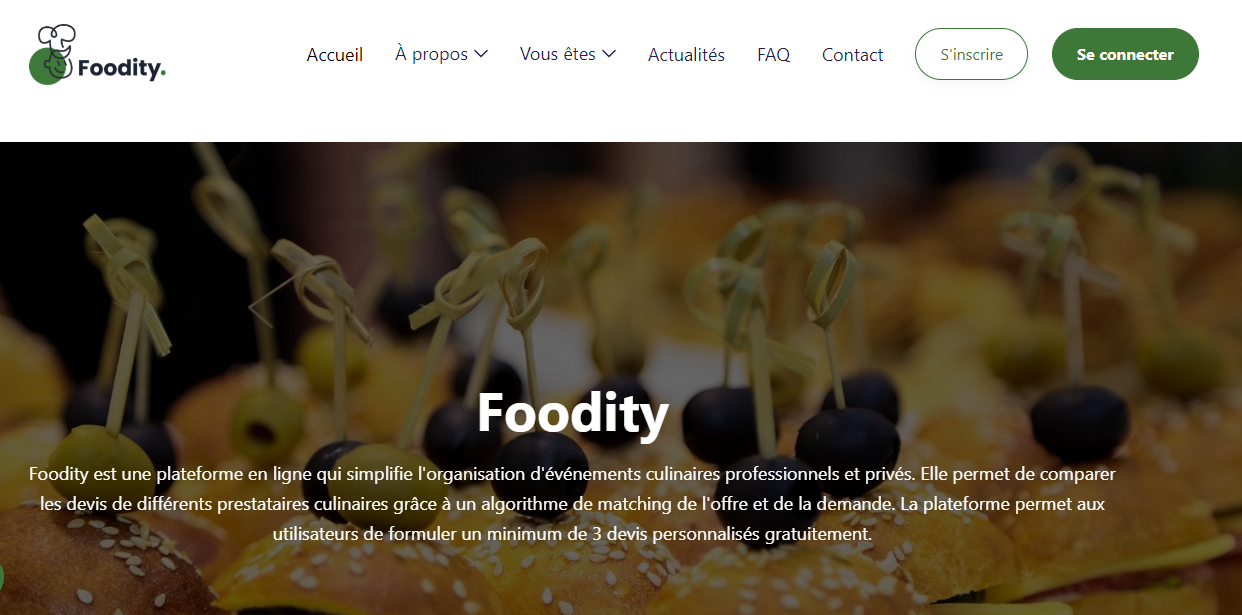 Foodity.
Accueil
À propos
Vous êtes
Actualités
FAQ
Contact
S'inscrire
Se connecter
Foodity
Foodity est une plateforme en ligne qui simplifie l'organisation d'événements culinaires professionnels et privés. Elle permet de comparer
les devis de différents prestataires culinaires grâce à un algorithme de matching de l'offre et de la demande. La plateforme permet aux
utilisateurs de formuler un minimum de 3 devis personnalisés gratuitement.